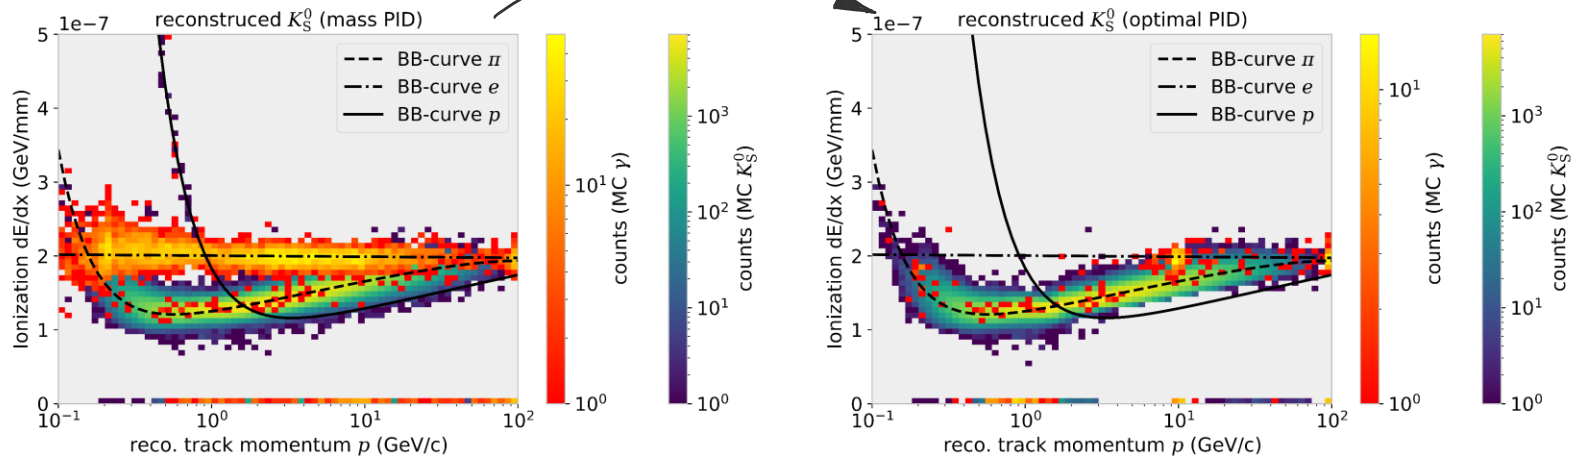 reconstruced K_S^0 (mass PID)
1e−7
BB-curve π
BB-curve e
BB-curve p
5
4
3
2
1
0
Ionization dE/dx (GeV/mm)
10⁻¹
10⁰
10¹
10²
reco. track momentum p (GeV/c)
10¹
10⁰
counts (MC γ)
10³
10²
10¹
10⁰
counts (MC K_S^0)
reconstruced K_S^0 (optimal PID)
1e−7
BB-curve π
BB-curve e
BB-curve p
5
4
3
2
1
0
Ionization dE/dx (GeV/mm)
10⁻¹
10⁰
10¹
10²
reco. track momentum p (GeV/c)
10¹
10⁰
counts (MC γ)
10³
10²
10¹
10⁰
counts (MC K_S^0)